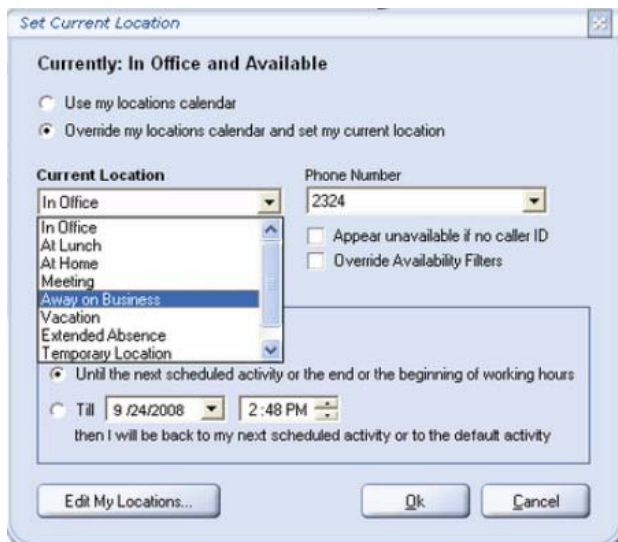 Set Current Location
Currently: In Office and Available
Use my locations calendar
Override my locations calendar and set my current location
Current Location
Phone Number
In Office
2324
In Office
At Lunch
At Home
Meeting
Away on Business
Vacation
Extended Absence
Temporary Location
Appear unavailable if no caller ID
Override Availability Filters
Until the next scheduled activity or the end or the beginning of working hours
Till 9 /24/2008 2:48 PM
then I will be back to my next scheduled activity or to the default activity
Edit My Locations...
Ok
Cancel